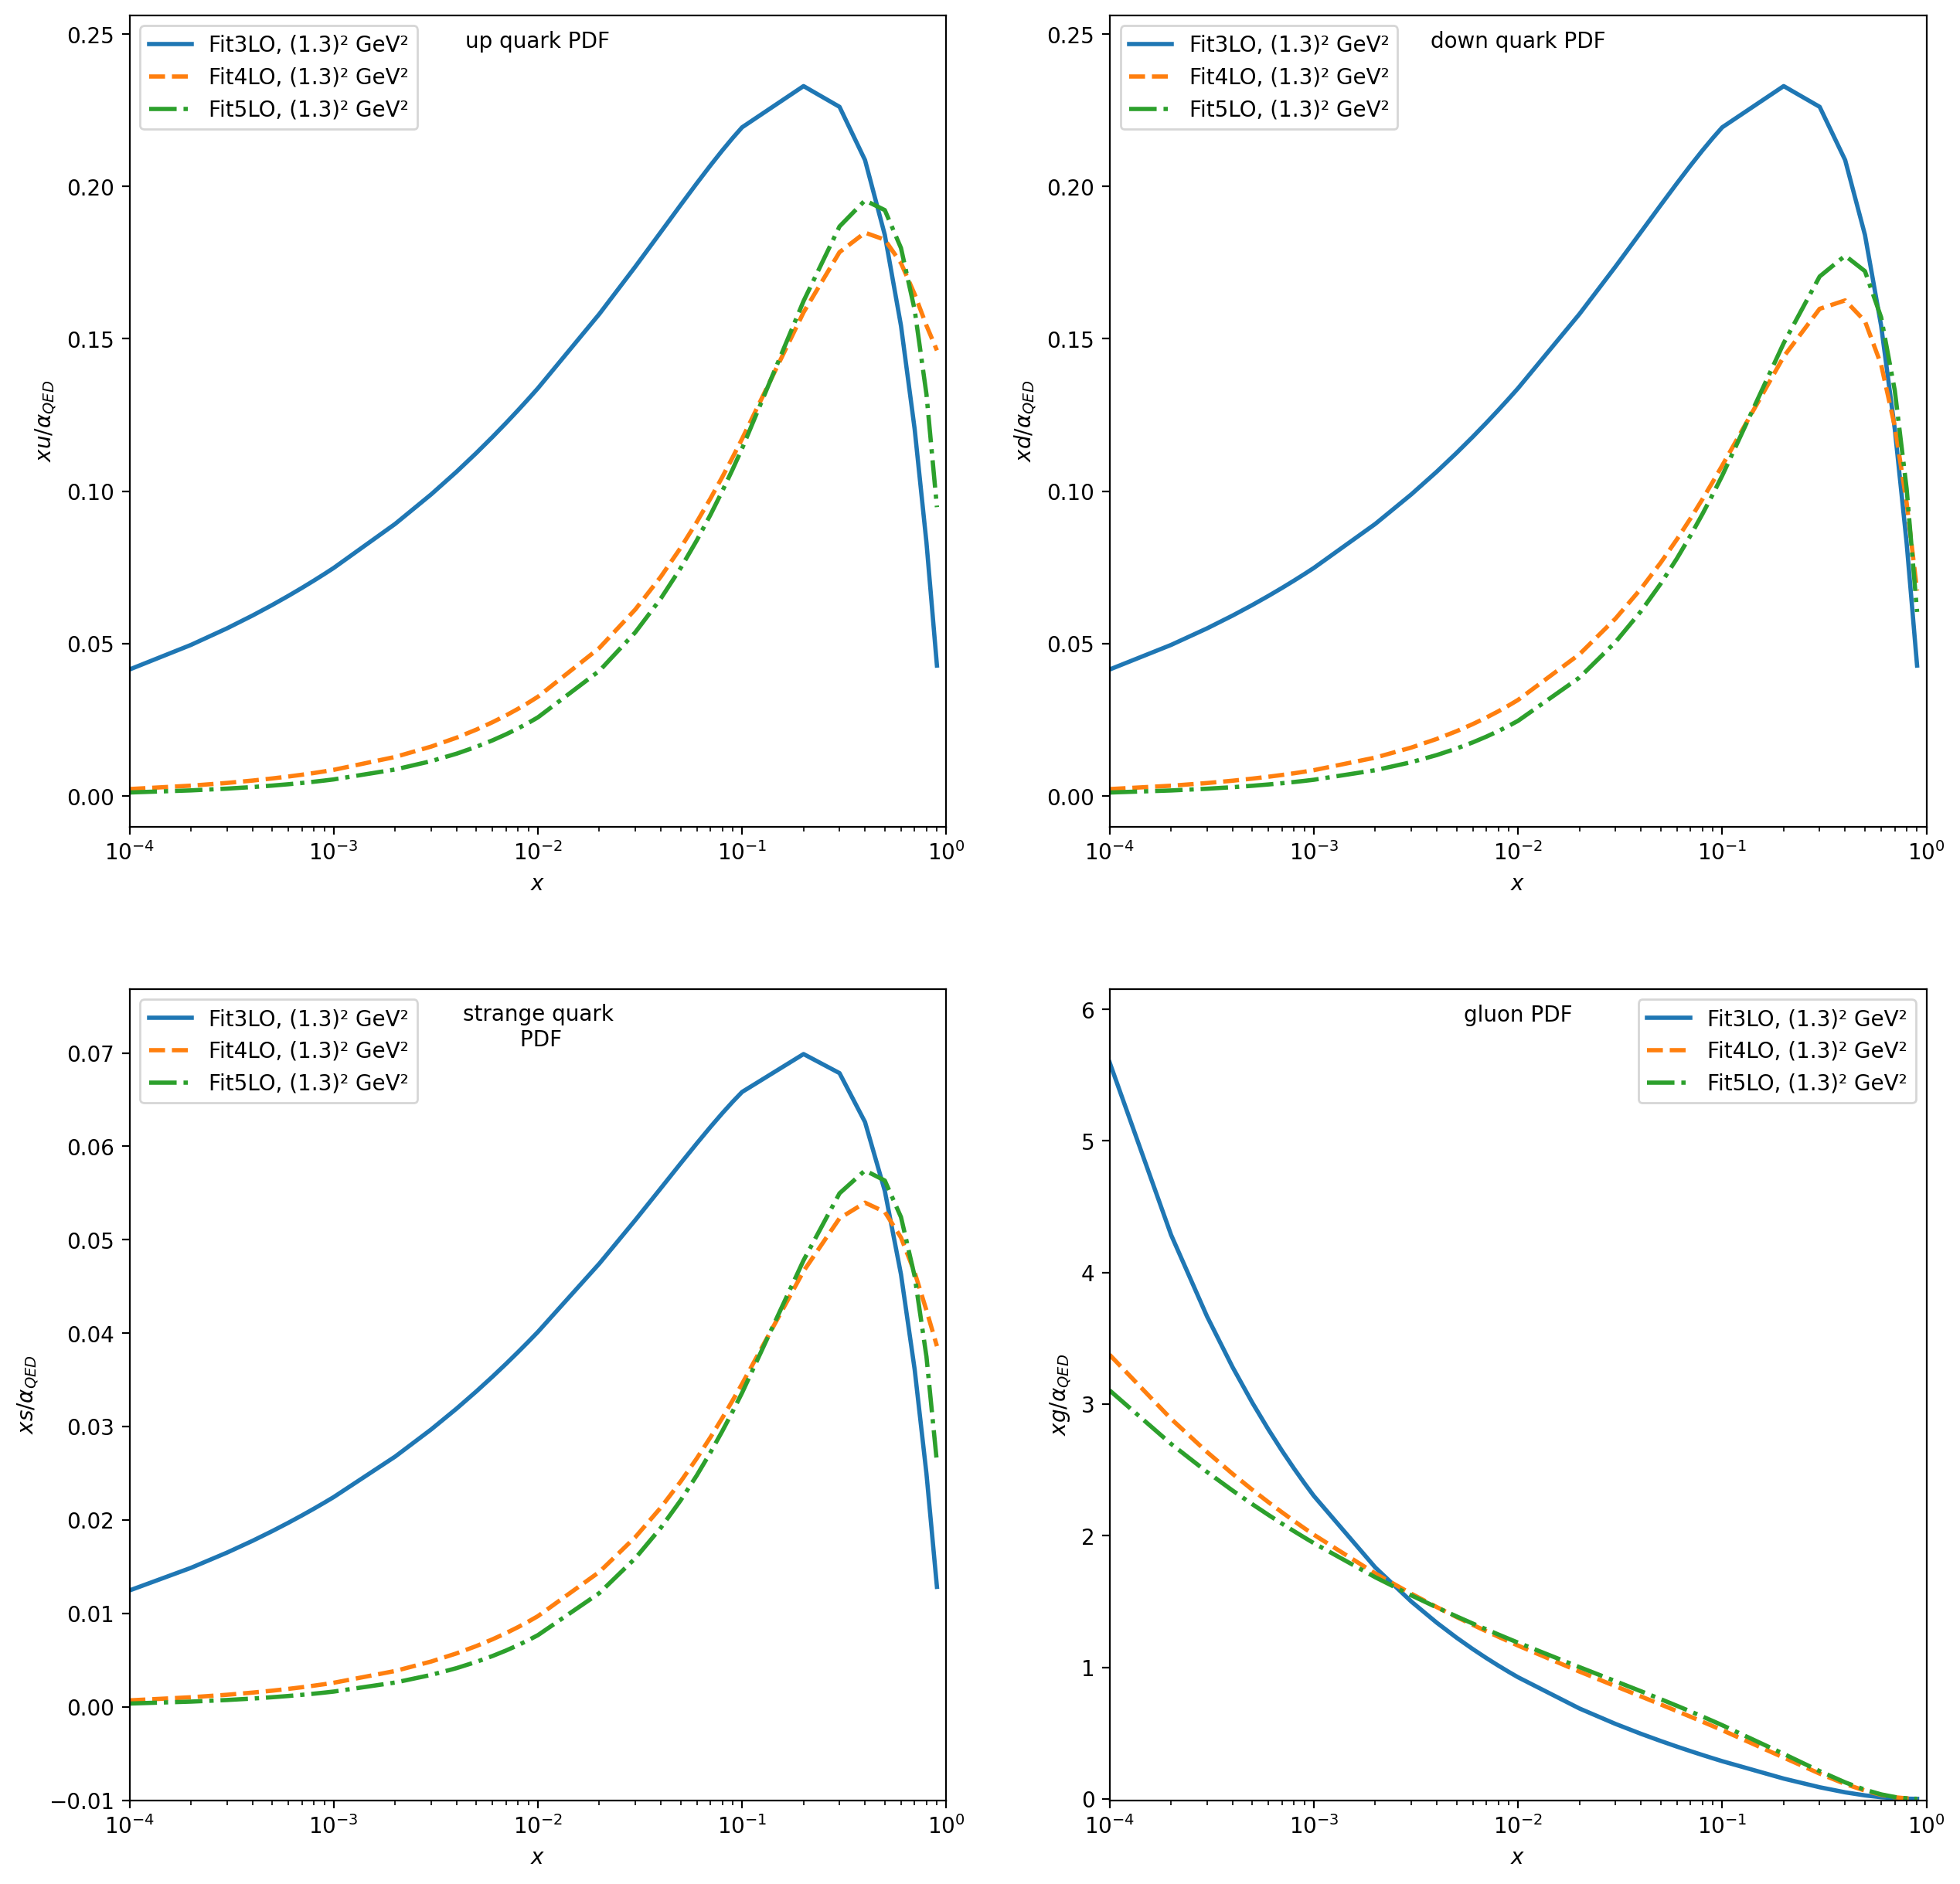 up quark PDF
Fit3LO, (1.3)² GeV²
Fit4LO, (1.3)² GeV²
Fit5LO, (1.3)² GeV²
0.25
0.20
0.15
0.10
0.05
0.00
xu/α_QED
10⁻⁴ 10⁻³ 10⁻² 10⁻¹ 10⁰
x
down quark PDF
Fit3LO, (1.3)² GeV²
Fit4LO, (1.3)² GeV²
Fit5LO, (1.3)² GeV²
0.25
0.20
0.15
0.10
0.05
0.00
xd/α_QED
10⁻⁴ 10⁻³ 10⁻² 10⁻¹ 10⁰
x
strange quark
PDF
Fit3LO, (1.3)² GeV²
Fit4LO, (1.3)² GeV²
Fit5LO, (1.3)² GeV²
0.07
0.06
0.05
0.04
0.03
0.02
0.01
0.00
−0.01
xs/α_QED
10⁻⁴ 10⁻³ 10⁻² 10⁻¹ 10⁰
x
gluon PDF
Fit3LO, (1.3)² GeV²
Fit4LO, (1.3)² GeV²
Fit5LO, (1.3)² GeV²
6
5
4
3
2
1
0
xg/α_QED
10⁻⁴ 10⁻³ 10⁻² 10⁻¹ 10⁰
x